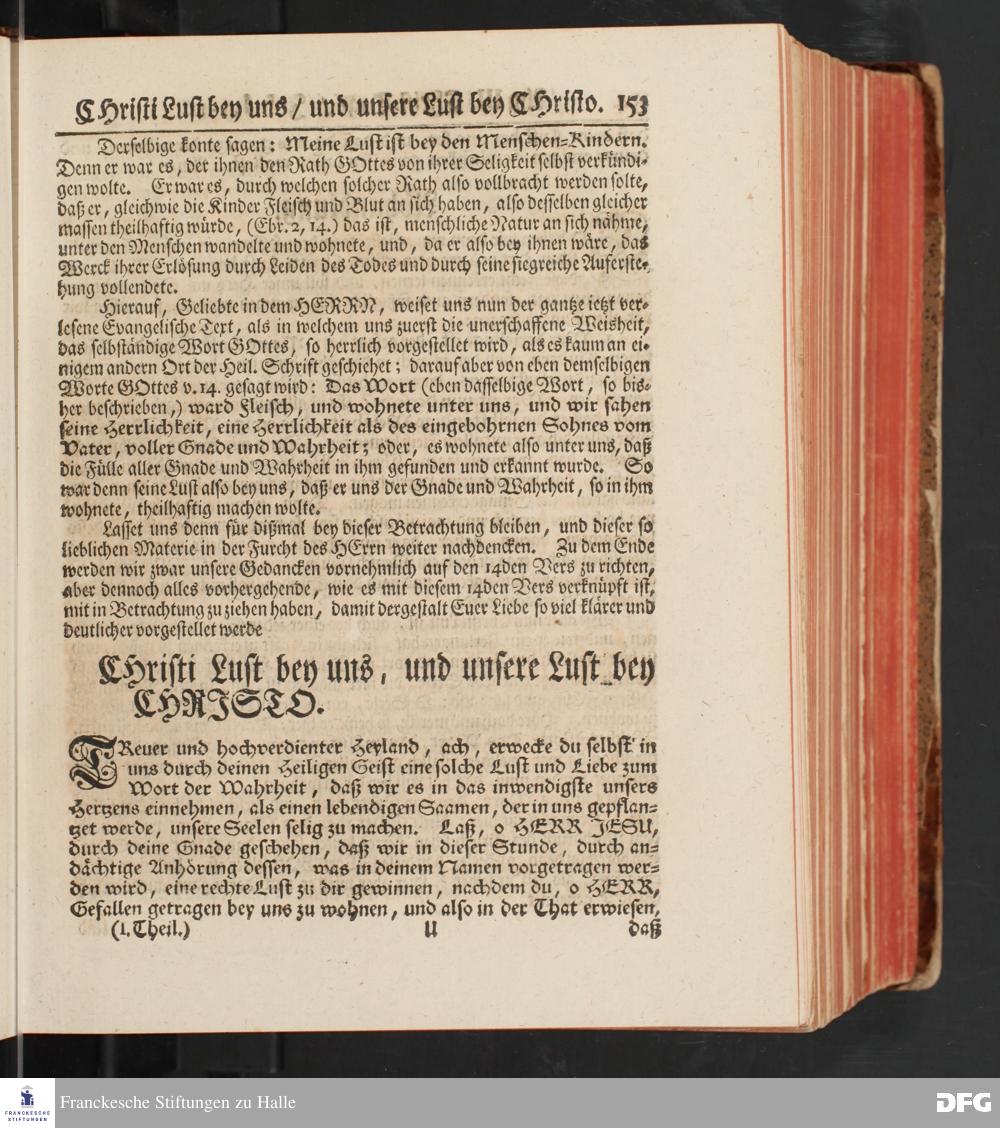 CHristi Lust bey uns / und unsere Lust bey CHristo. 153
Derselbige konte sagen: Meine Lust ist bey den Menschen-Kindern.
Denn er war es, der ihnen den Rath GOttes von ihrer Seligkeit selbst verkündi-
gen wolte. Er war es, durch welchen solcher Rath also vollbracht werden solte,
daß er, gleichwie die Kinder Fleisch und Blut an sich haben, also desselben gleicher
massen theilhaftig würde, (Ebr. 2, 14.) das ist, menschliche Natur an sich nähme,
unter den Menschen wandelte und wohnete, und, da er also bey ihnen wäre, das
Werck ihrer Erlösung durch Leiden des Todes und durch seine siegreiche Auferste-
hung vollendete.
Hierauf, Geliebte in dem HERRN, weiset uns nun der gantze ietzt ver-
lesene Evangelische Text, als in welchem uns zuerst die unerschaffene Weisheit,
das selbständige Wort GOttes, so herrlich vorgestellet wird, als es kaum an ei-
nigem andern Ort der Heil. Schrift geschiehet; darauf aber von eben demselbigen
Worte GOttes v. 14. gesagt wird: Das Wort (eben dasselbige Wort, so bis-
her beschrieben,) ward Fleisch, und wohnete unter uns, und wir sahen
seine Herrlichkeit, eine Herrlichkeit als des eingebohrnen Sohnes vom
Vater, voller Gnade und Wahrheit; oder, es wohnete also unter uns, daß
die Fülle aller Gnade und Wahrheit in ihm gefunden und erkannt wurde. So
war denn seine Lust also bey uns, daß er uns der Gnade und Wahrheit, so in ihm
wohnete, theilhaftig machen wolte.
Lasset uns denn für dißmal bey dieser Betrachtung bleiben, und dieser so
lieblichen Materie in der Furcht des HErrn weiter nachdencken. Zu dem Ende
werden wir zwar unsere Gedancken vornehmlich auf den 14den Vers zu richten,
aber dennoch alles vorhergehende, wie es mit diesem 14den Vers verknüpft ist,
mit in Betrachtung zu ziehen haben, damit dergestalt Euer Liebe so viel klärer und
deutlicher vorgestellet werde
CHristi Lust bey uns, und unsere Lust bey
CHRISTO.
TReuer und hochverdienter Heyland, ach, erwecke du selbst in
uns durch deinen Heiligen Geist eine solche Lust und Liebe zum
Wort der Wahrheit, daß wir es in das inwendigste unsers
Hertzens einnehmen, als einen lebendigen Saamen, der in uns gepflan-
tzet werde, unsere Seelen selig zu machen. Laß, o HERR JESU,
durch deine Gnade geschehen, daß wir in dieser Stunde, durch an-
dächtige Anhörung dessen, was in deinem Namen vorgetragen wer-
den wird, eine rechte Lust zu dir gewinnen, nachdem du, o HERR,
Gefallen getragen bey uns zu wohnen, und also in der That erwiesen,
(1. Theil.) U daß
FRANCKESCHE
STIFTUNGEN
Franckesche Stiftungen zu Halle
DFG